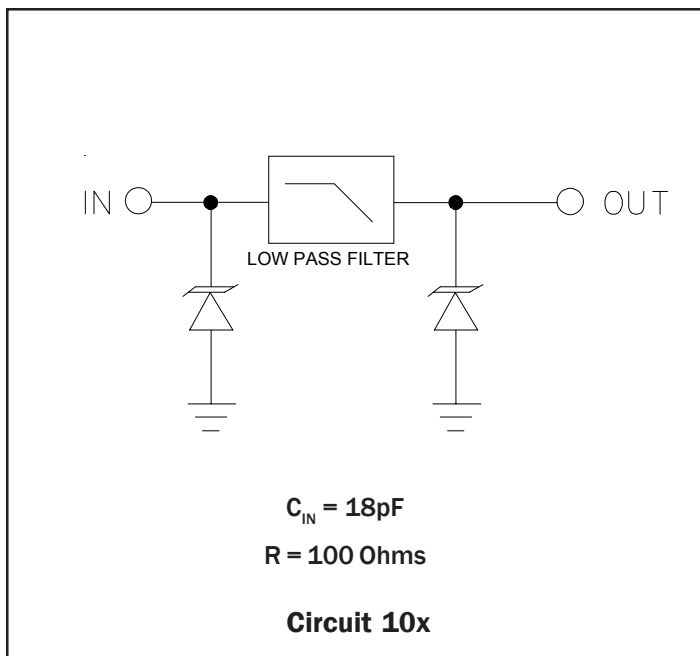 IN
OUT
LOW PASS FILTER
C_IN = 18pF
R = 100 Ohms
Circuit 10x